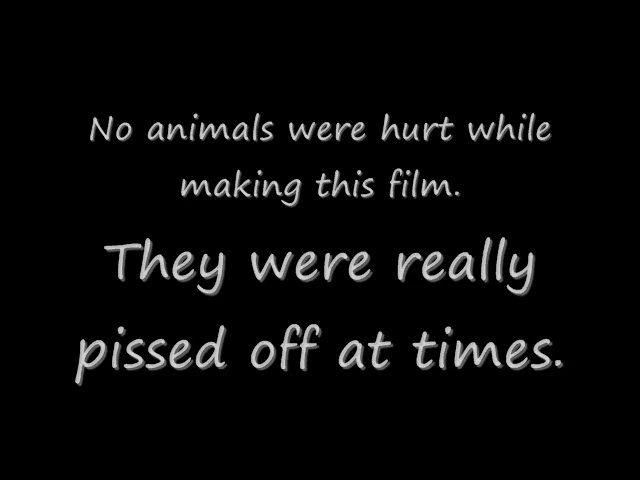 No animals were hurt while
making this film.
They were really
pissed off at times.